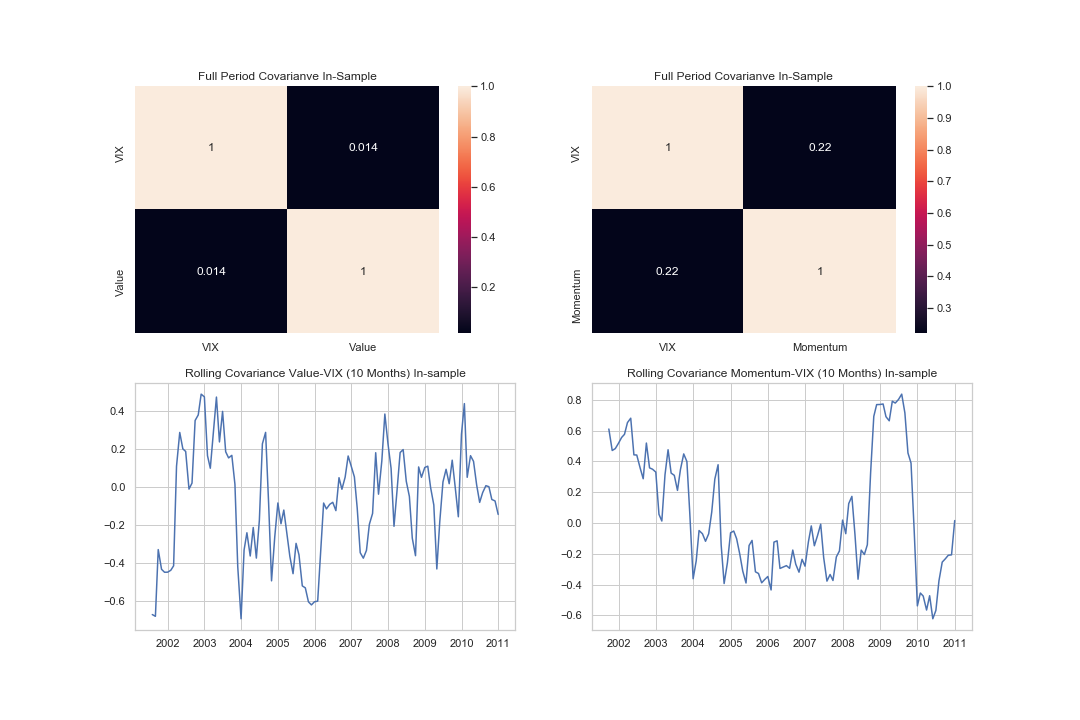 Full Period Covarianve In-Sample
VIX
Value
1
0.014
0.014
1
VIX
Value
1.0
0.8
0.6
0.4
0.2
Full Period Covarianve In-Sample
VIX
Momentum
1
0.22
0.22
1
VIX
Momentum
1.0
0.9
0.8
0.7
0.6
0.5
0.4
0.3
Rolling Covariance Value-VIX (10 Months) In-sample
0.4
0.2
0.0
−0.2
−0.4
−0.6
2002 2003 2004 2005 2006 2007 2008 2009 2010 2011
Rolling Covariance Momentum-VIX (10 Months) In-sample
0.8
0.6
0.4
0.2
0.0
−0.2
−0.4
−0.6
2002 2003 2004 2005 2006 2007 2008 2009 2010 2011